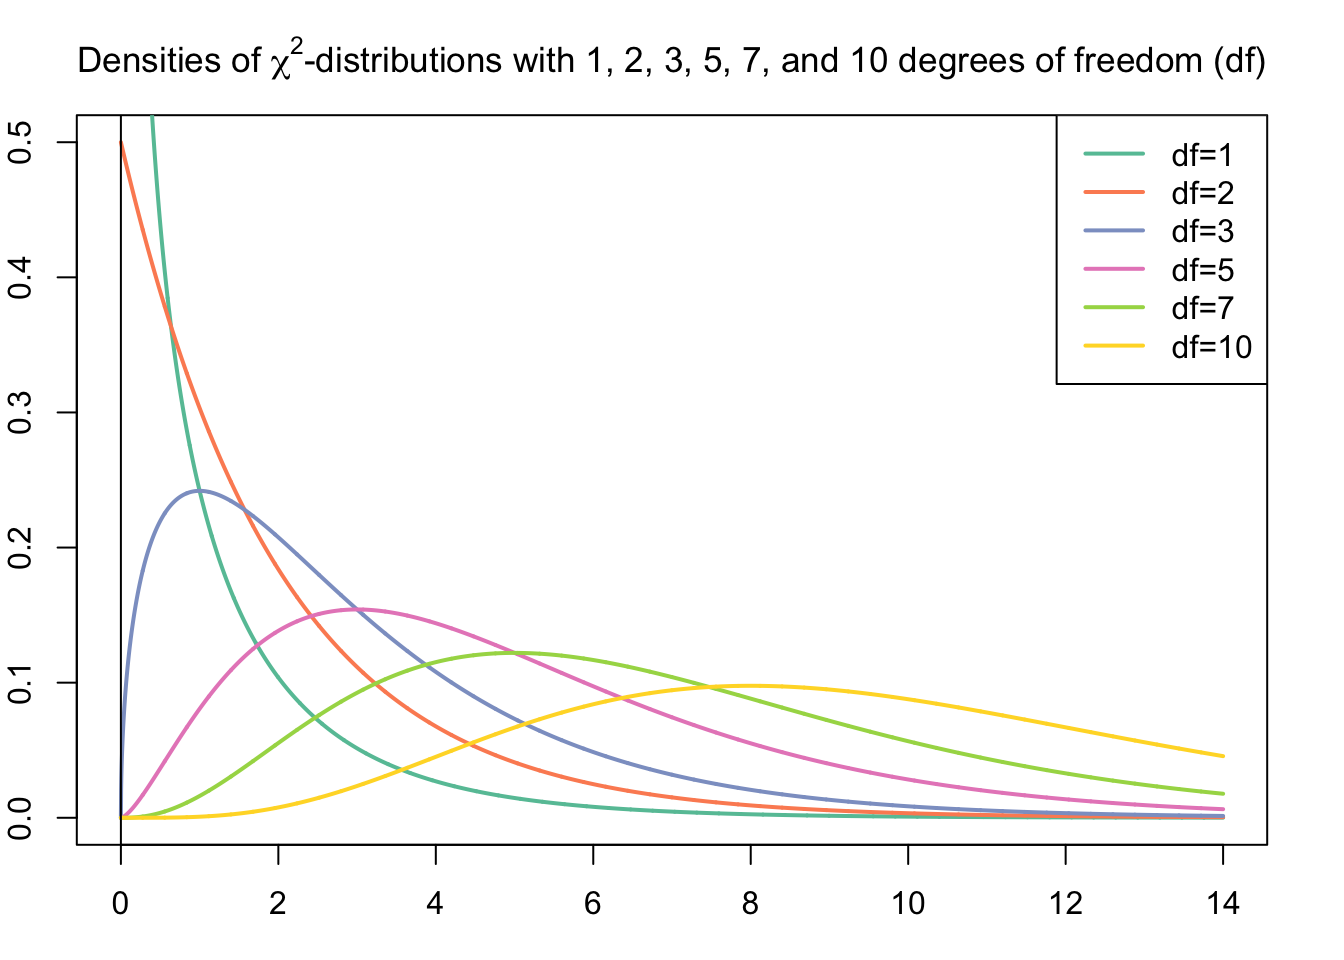 Densities of χ²-distributions with 1, 2, 3, 5, 7, and 10 degrees of freedom (df)
df=1
df=2
df=3
df=5
df=7
df=10
0.5
0.4
0.3
0.2
0.1
0.0
0 2 4 6 8 10 12 14